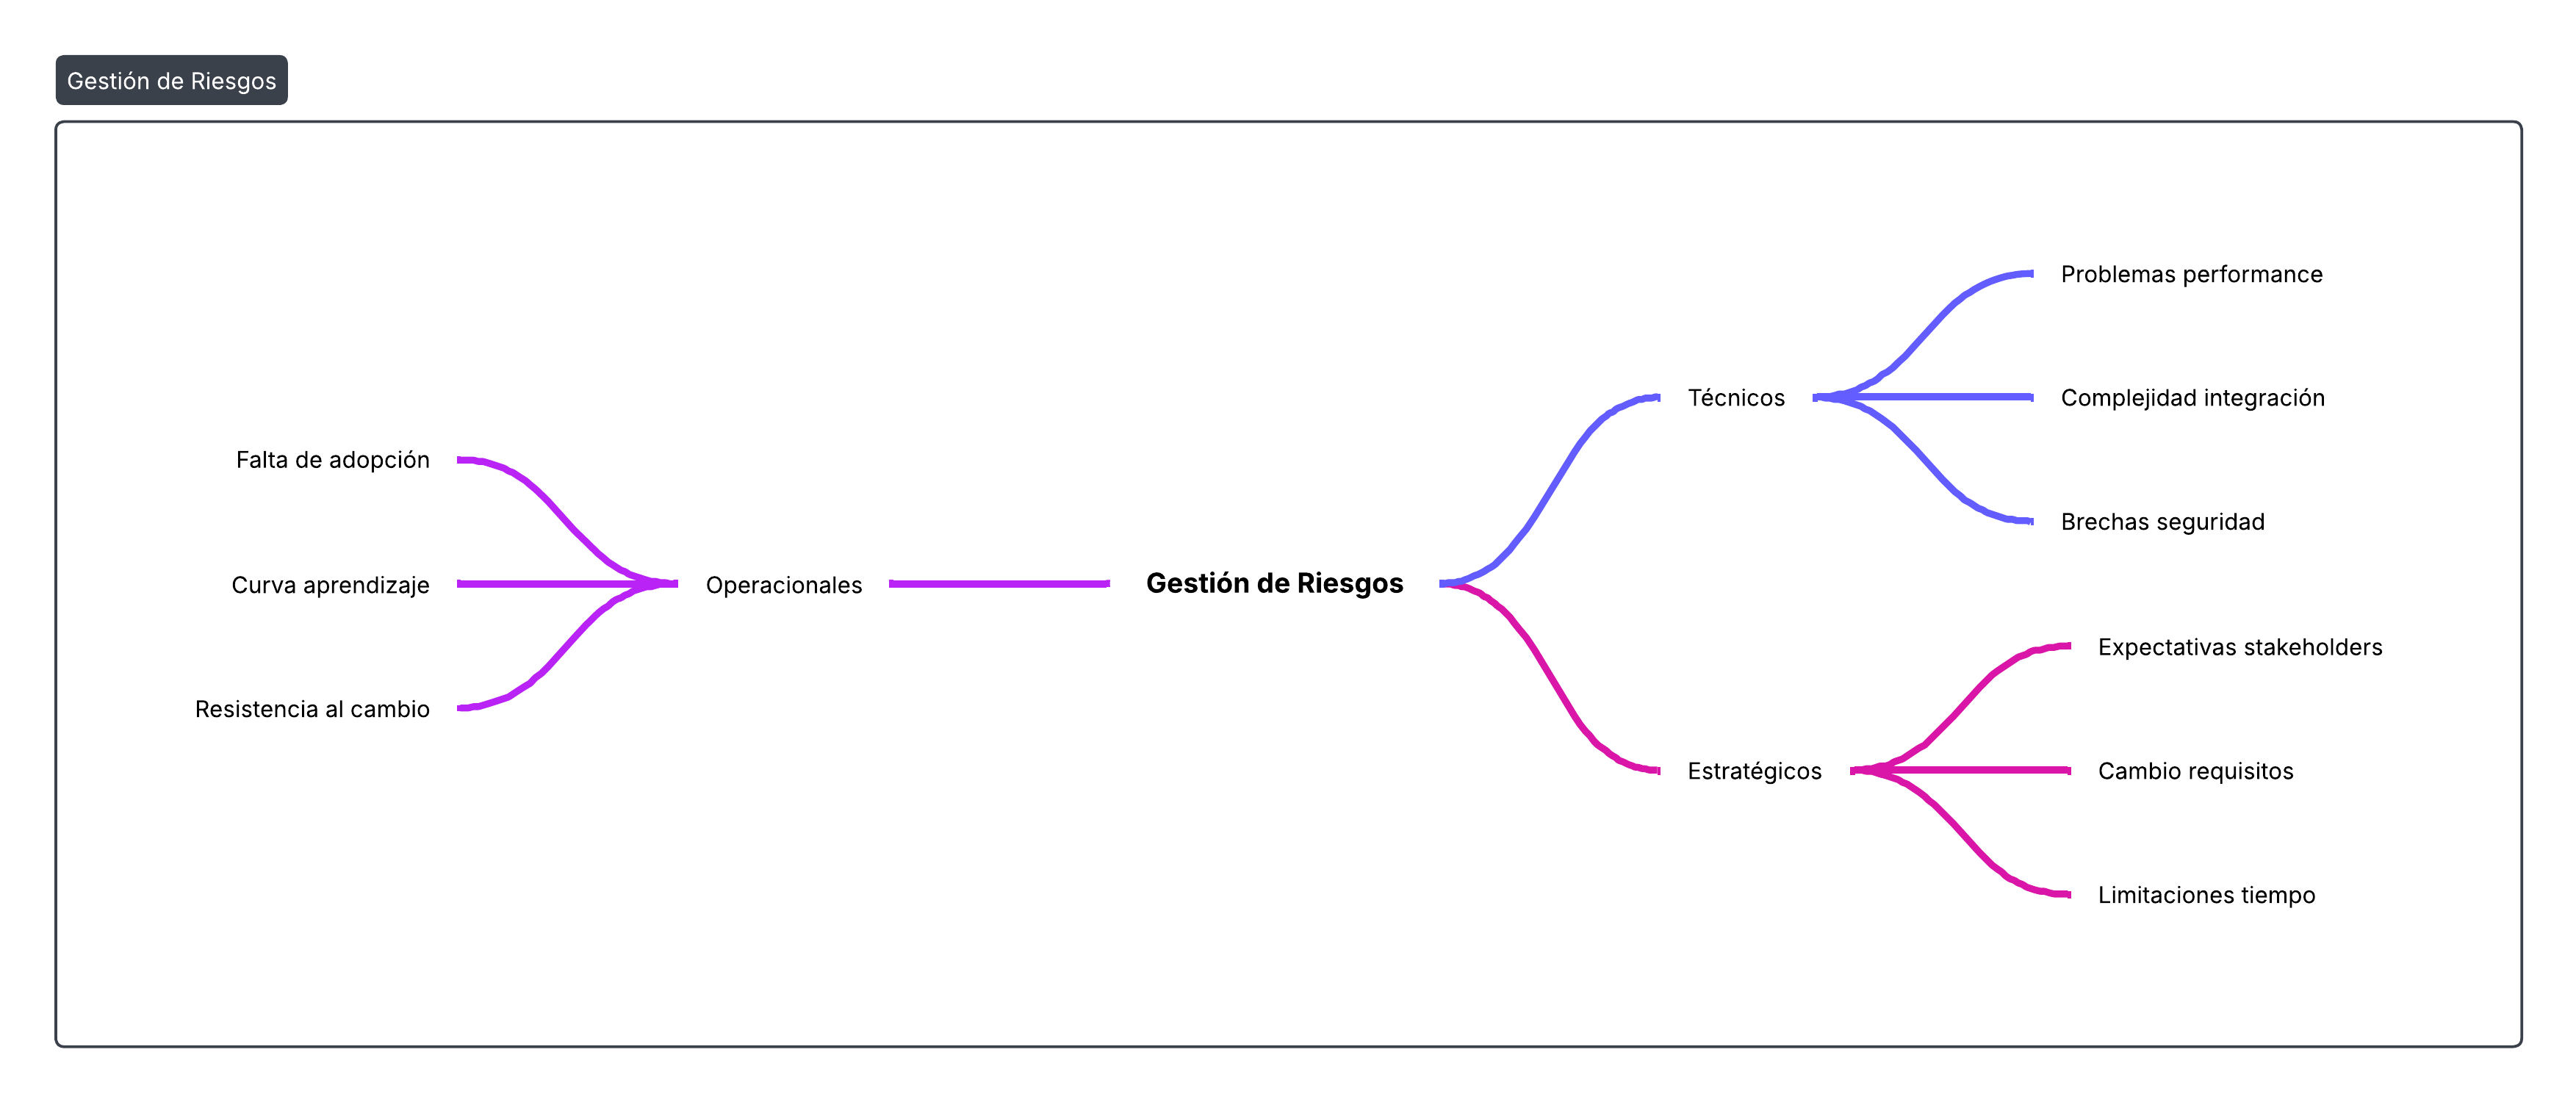 Gestión de Riesgos
Gestión de Riesgos
Técnicos
Problemas performance
Complejidad integración
Brechas seguridad
Estratégicos
Expectativas stakeholders
Cambio requisitos
Limitaciones tiempo
Operacionales
Falta de adopción
Curva aprendizaje
Resistencia al cambio